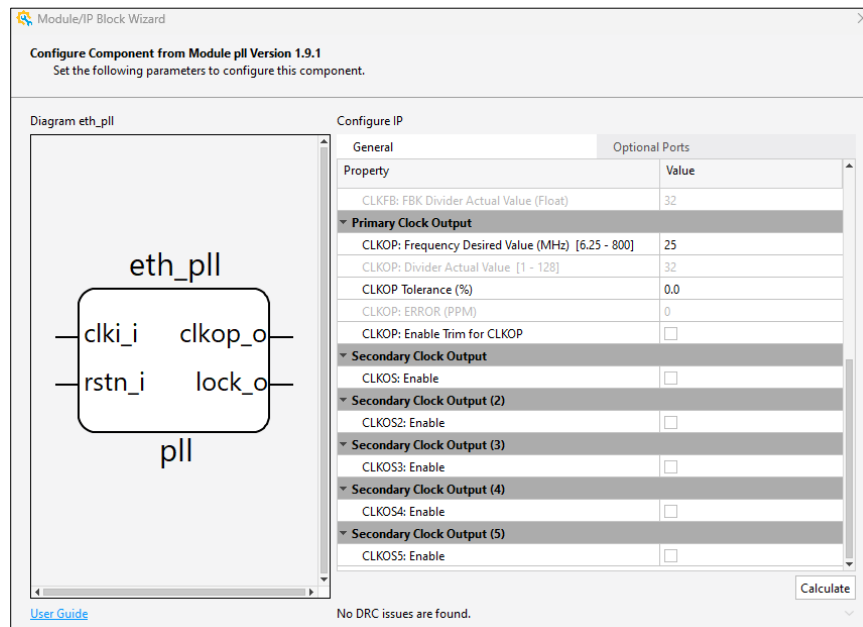 Module/IP Block Wizard
Configure Component from Module pll Version 1.9.1
Set the following parameters to configure this component.
Diagram eth_pll
Configure IP
General
Optional Ports
Property
Value
CLKFB: FBK Divider Actual Value (Float)
32
Primary Clock Output
CLKOP: Frequency Desired Value (MHz) [6.25 - 800]
25
CLKOP: Divider Actual Value [1 - 128]
32
CLKOP Tolerance (%)
0.0
CLKOP: ERROR (PPM)
0
CLKOP: Enable Trim for CLKOP
Secondary Clock Output
CLKOS: Enable
Secondary Clock Output (2)
CLKOS2: Enable
Secondary Clock Output (3)
CLKOS3: Enable
Secondary Clock Output (4)
CLKOS4: Enable
Secondary Clock Output (5)
CLKOS5: Enable
eth_pll
clki_i clkop_o
rstn_i lock_o
pll
Calculate
User Guide
No DRC issues are found.